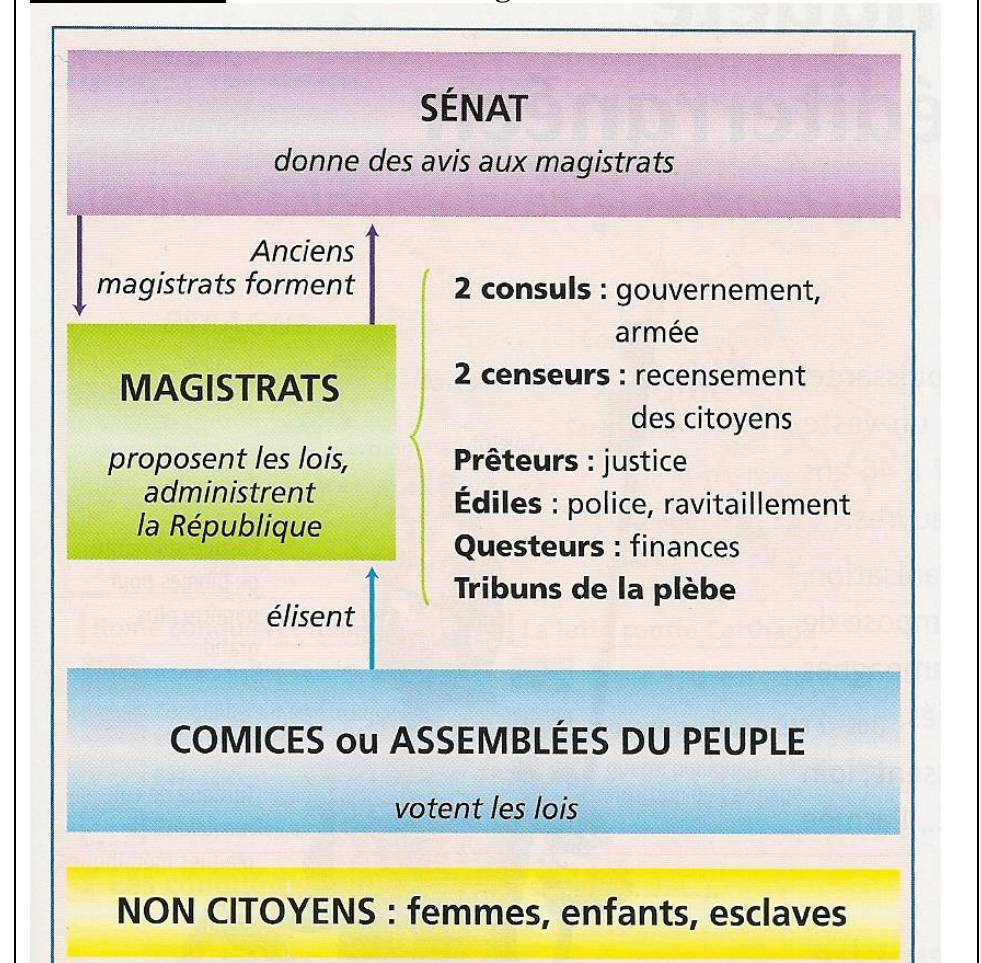 SÉNAT
donne des avis aux magistrats
Anciens
magistrats forment
MAGISTRATS
proposent les lois,
administrent
la République
2 consuls : gouvernement,
armée
2 censeurs : recensement
des citoyens
Prêteurs : justice
Édiles : police, ravitaillement
Questeurs : finances
Tribuns de la plèbe
élisent
COMICES ou ASSEMBLÉES DU PEUPLE
votent les lois
NON CITOYENS : femmes, enfants, esclaves